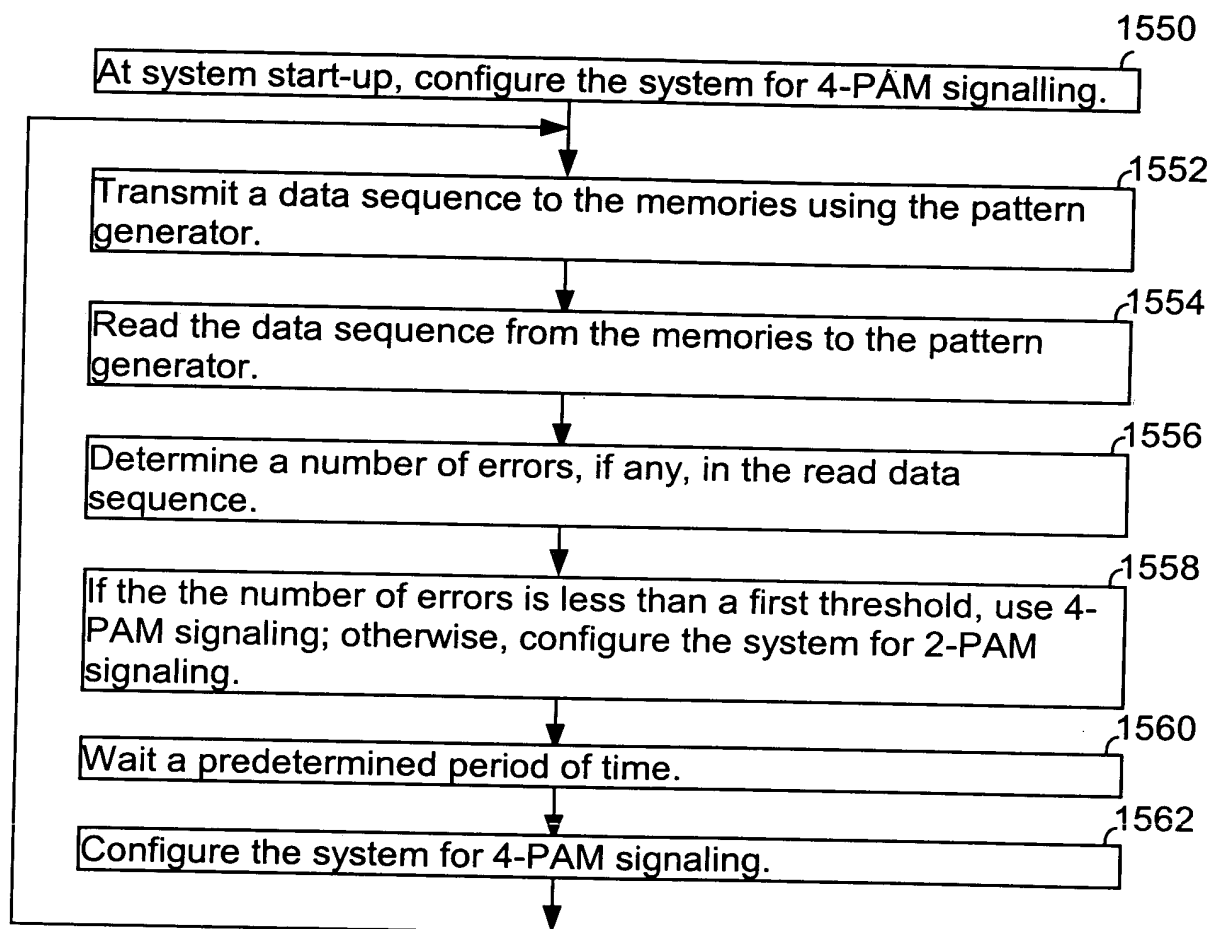 1550
At system start-up, configure the system for 4-PAM signalling.
1552
Transmit a data sequence to the memories using the pattern
generator.
1554
Read the data sequence from the memories to the pattern
generator.
1556
Determine a number of errors, if any, in the read data
sequence.
1558
If the the number of errors is less than a first threshold, use 4-
PAM signaling; otherwise, configure the system for 2-PAM
signaling.
1560
Wait a predetermined period of time.
1562
Configure the system for 4-PAM signaling.